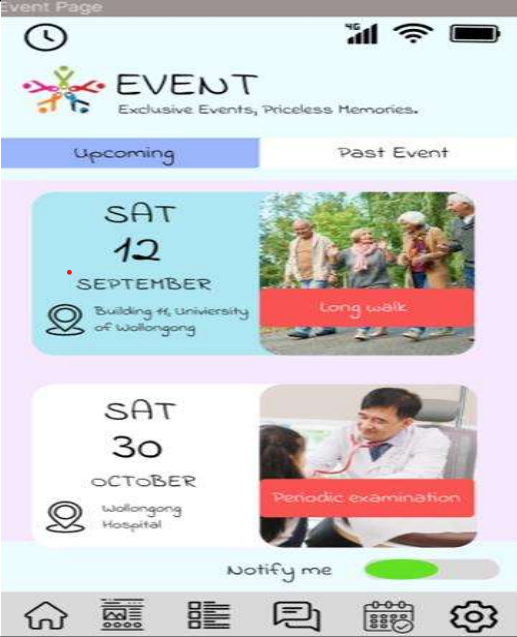 Event Page
4G
EVENT
Exclusive Events, Priceless Memories.
Upcoming
Past Event
SAT
12
SEPTEMBER
Building 11, Univiersity
of Wollongong
Long walk
SAT
30
OCTOBER
Wollongong
Hospital
Periodic examination
Notify me